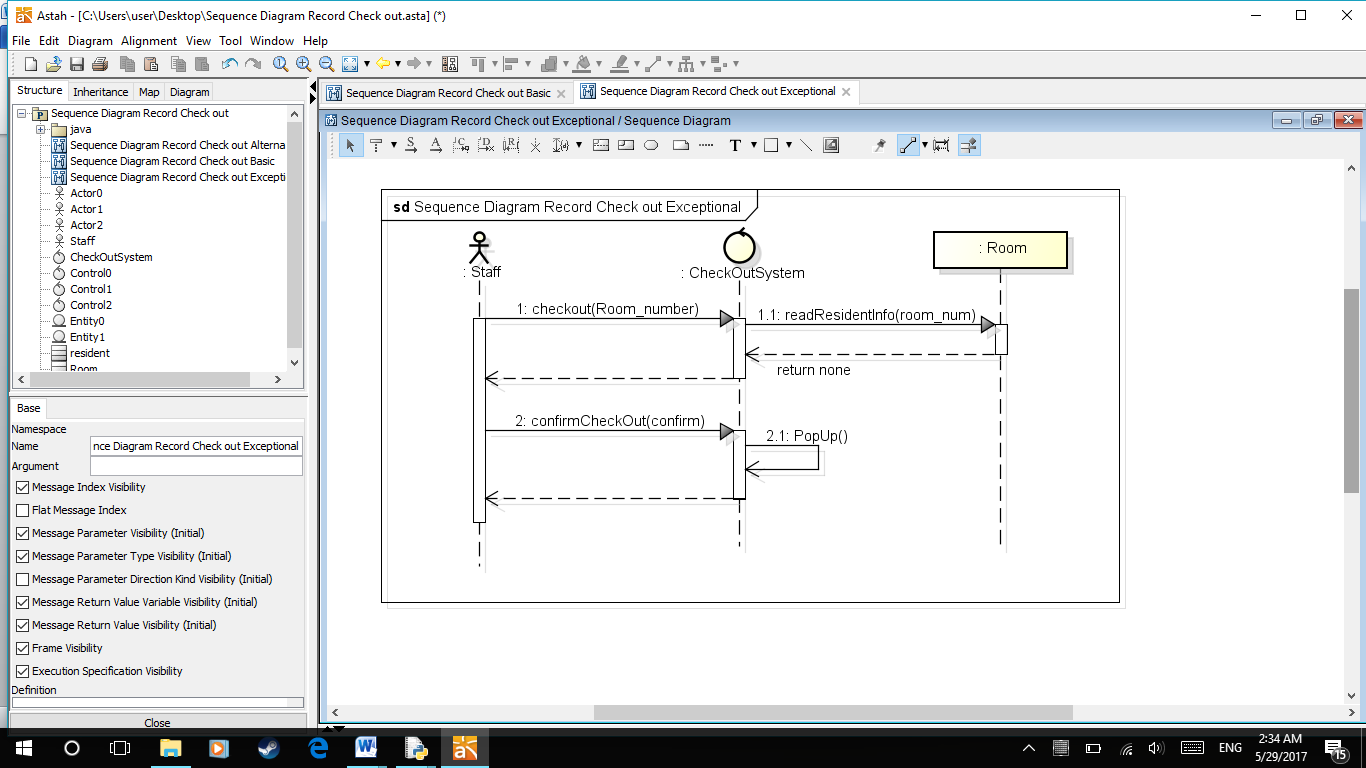 Astah - [C:\Users\user\Desktop\Sequence Diagram Record Check out.asta] (*)
File Edit Diagram Alignment View Tool Window Help
Structure Inheritance Map Diagram
Sequence Diagram Record Check out
java
Sequence Diagram Record Check out Alterna
Sequence Diagram Record Check out Basic
Sequence Diagram Record Check out Excepti
Actor0
Actor1
Actor2
Staff
CheckOutSystem
Control0
Control1
Control2
Entity0
Entity1
resident
Room
Base
Namespace
Name nce Diagram Record Check out Exceptional
Argument
Message Index Visibility
Flat Message Index
Message Parameter Visibility (Initial)
Message Parameter Type Visibility (Initial)
Message Parameter Direction Kind Visibility (Initial)
Message Return Value Variable Visibility (Initial)
Message Return Value Visibility (Initial)
Frame Visibility
Execution Specification Visibility
Definition
Close
Sequence Diagram Record Check out Basic Sequence Diagram Record Check out Exceptional
Sequence Diagram Record Check out Exceptional / Sequence Diagram
T
sd Sequence Diagram Record Check out Exceptional
: Staff
: CheckOutSystem
: Room
1: checkout(Room_number)
1.1: readResidentInfo(room_num)
return none
2: confirmCheckOut(confirm)
2.1: PopUp()
ENG
2:34 AM
5/29/2017
15